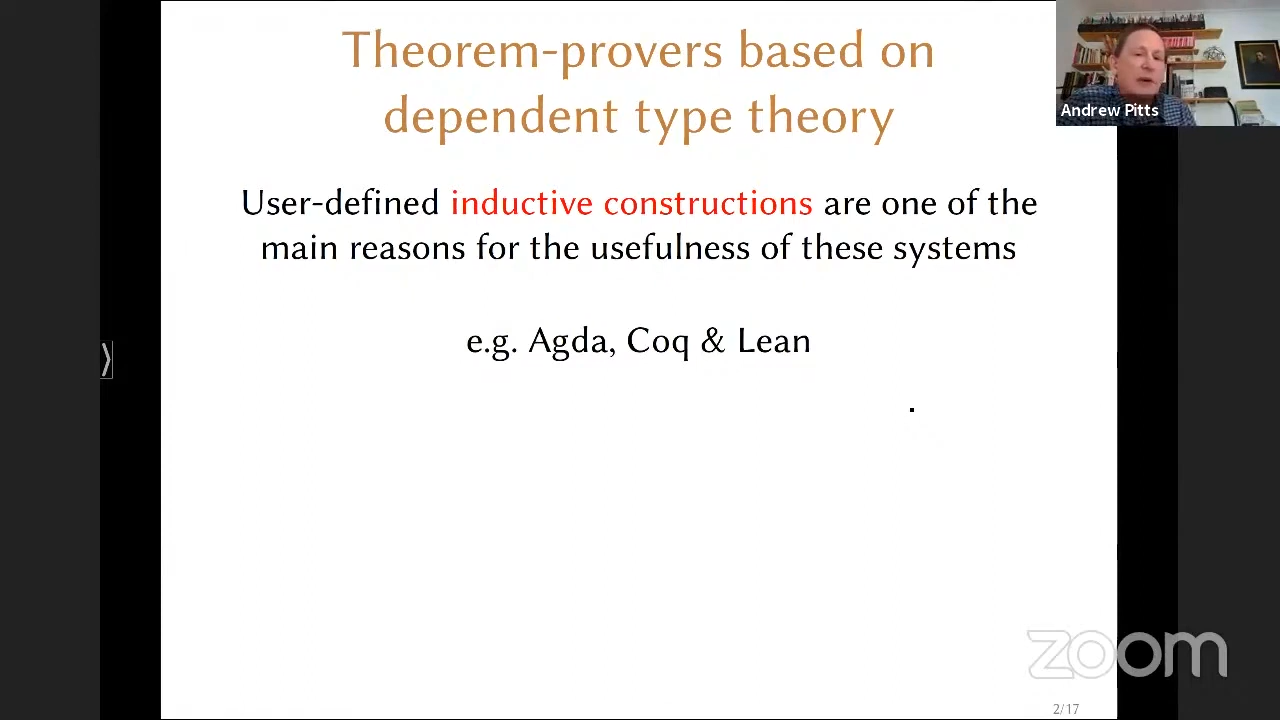 Theorem-provers based on
dependent type theory
User-defined inductive constructions are one of the
main reasons for the usefulness of these systems
e.g. Agda, Coq & Lean
Andrew Pitts
zoom
2/17